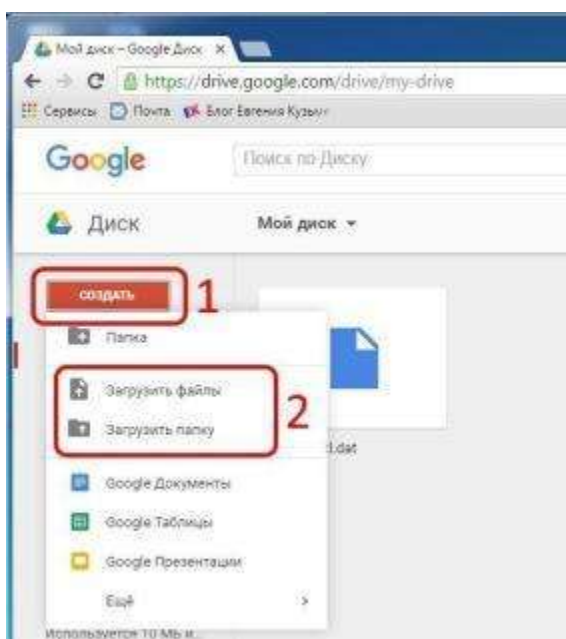 Мой диск – Google Диск
https://drive.google.com/drive/my-drive
Сервисы Почта Блог Евгения
Google Поиск по Диску
Диск Мой диск
СОЗДАТЬ 1
Папка
Загрузить файлы
2
Загрузить папку
.dat
Google Документы
Google Таблицы
Google Презентации
Ещё
Используется 10 МБ и...